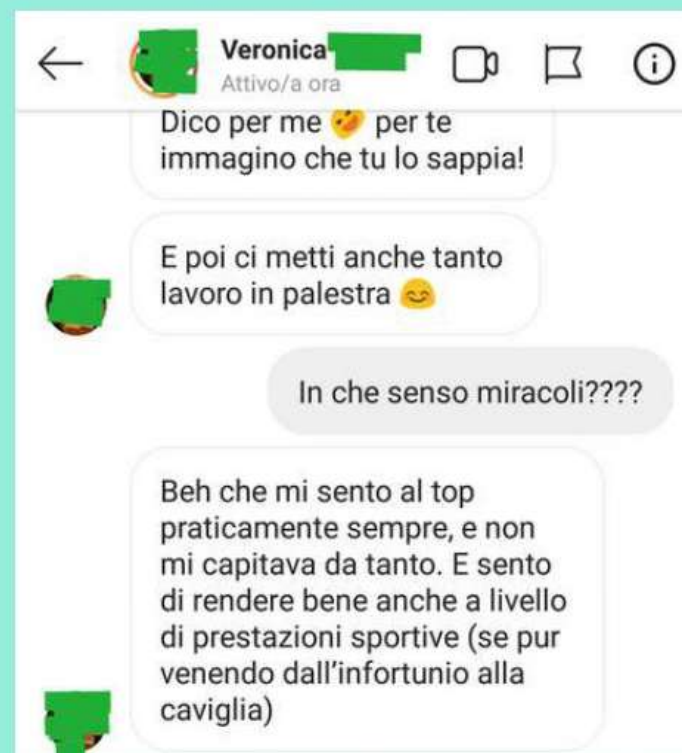 Veronica
Attivo/a ora
Dico per me 🤣 per te
immagino che tu lo sappia!
E poi ci metti anche tanto
lavoro in palestra 😊
In che senso miracoli????
Beh che mi sento al top
praticamente sempre, e non
mi capitava da tanto. E sento
di rendere bene anche a livello
di prestazioni sportive (se pur
venendo dall'infortunio alla
caviglia)